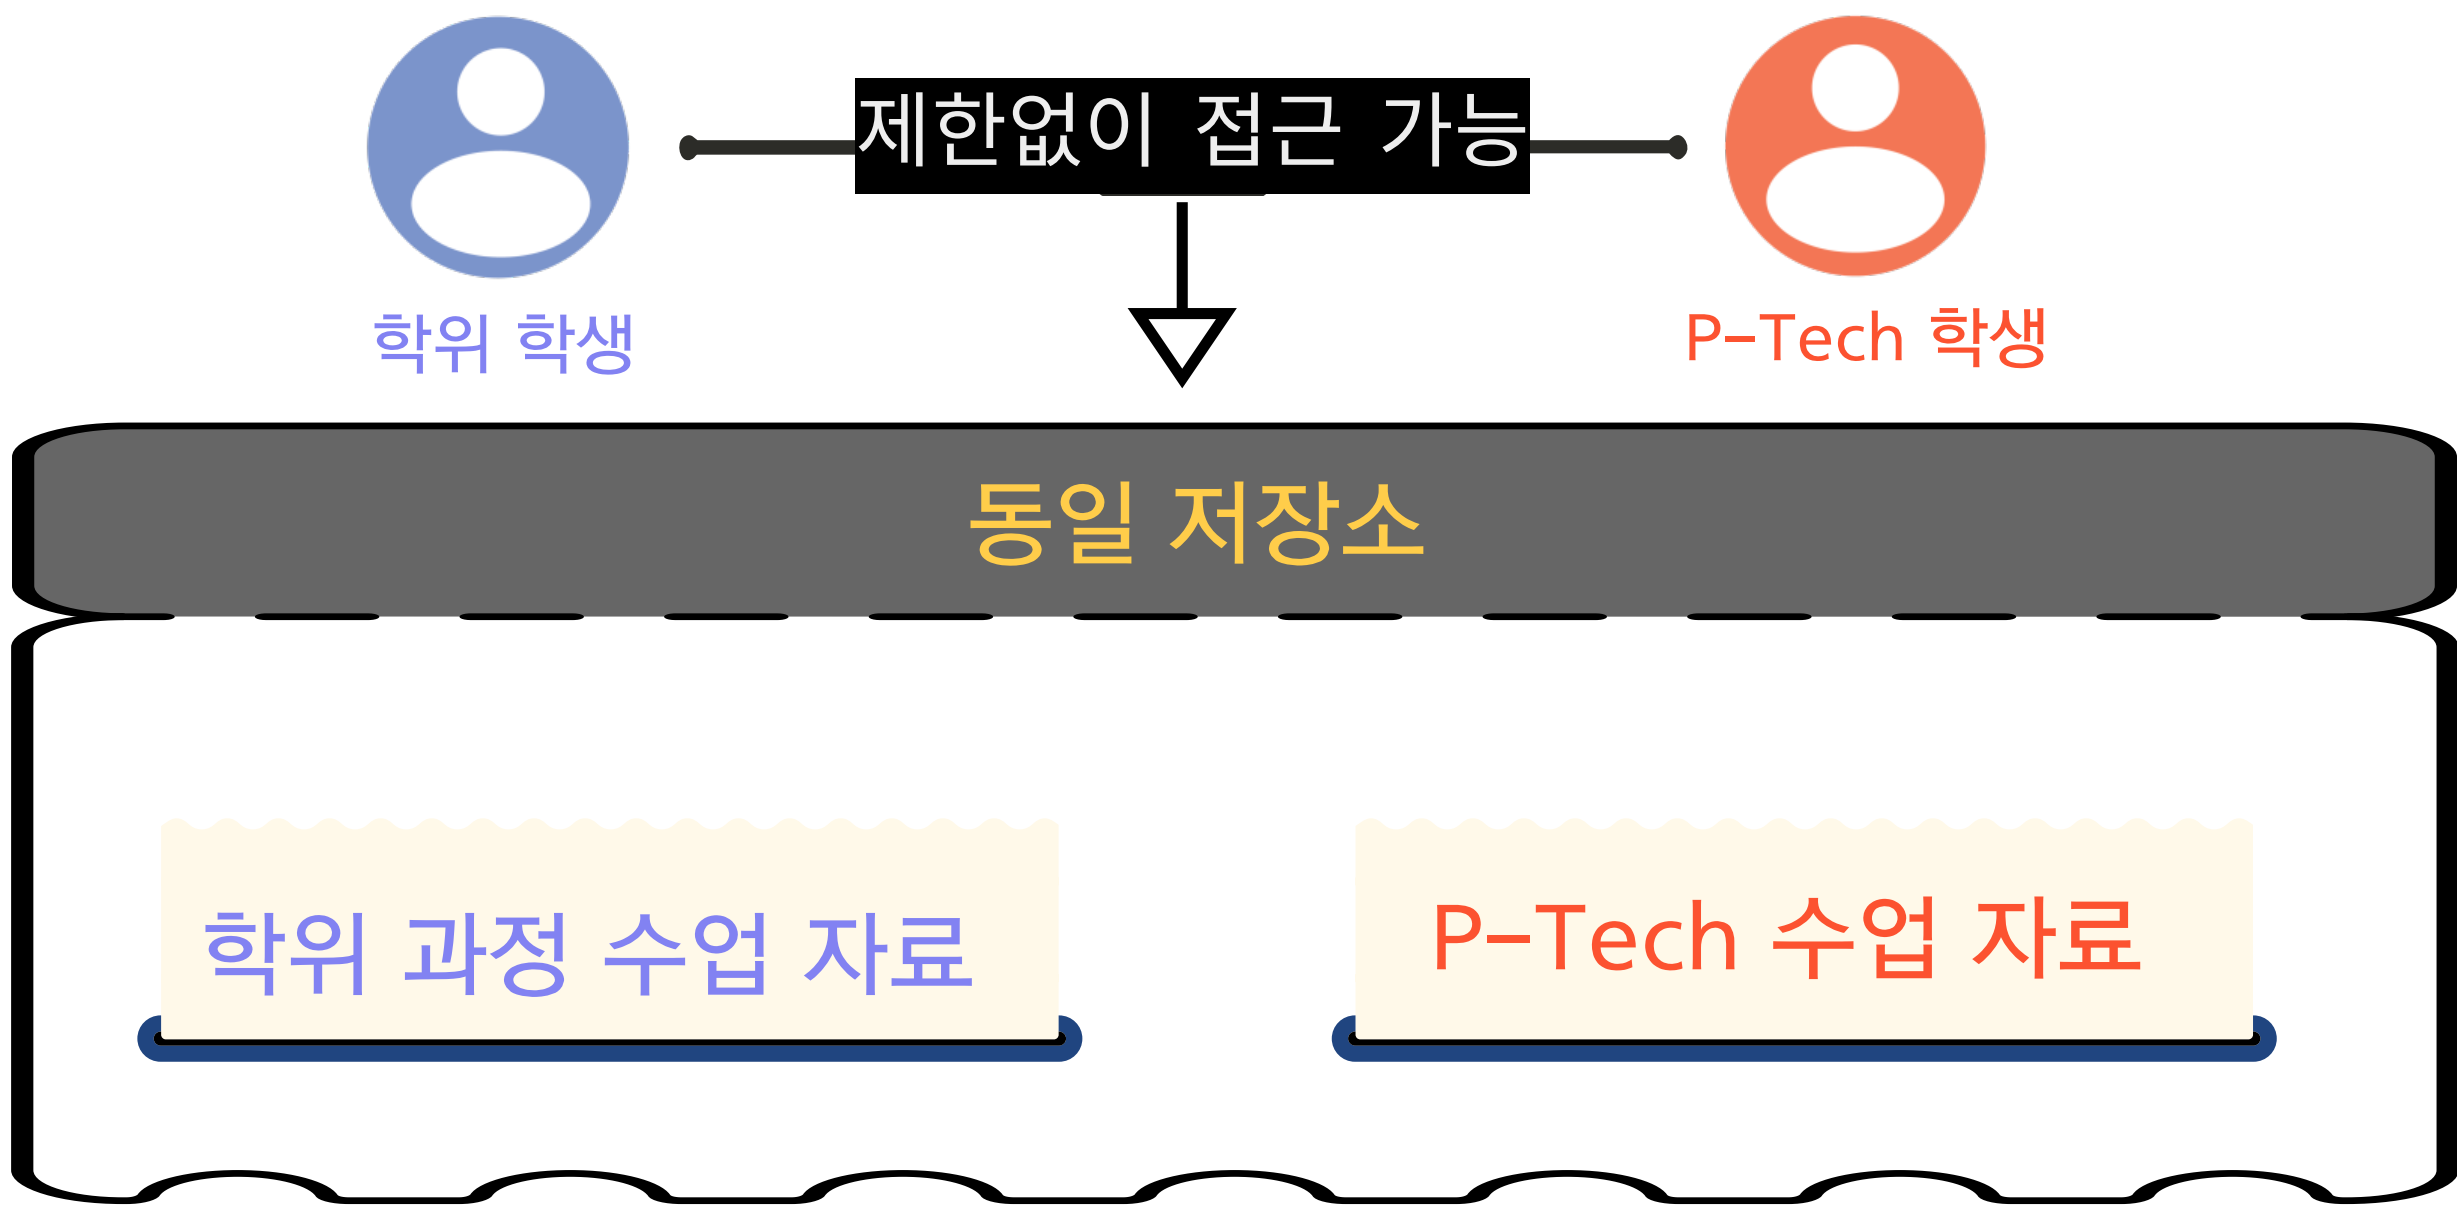 제한없이 접근 가능
학위 학생
P-Tech 학생
동일 저장소
학위 과정 수업 자료
P-Tech 수업 자료